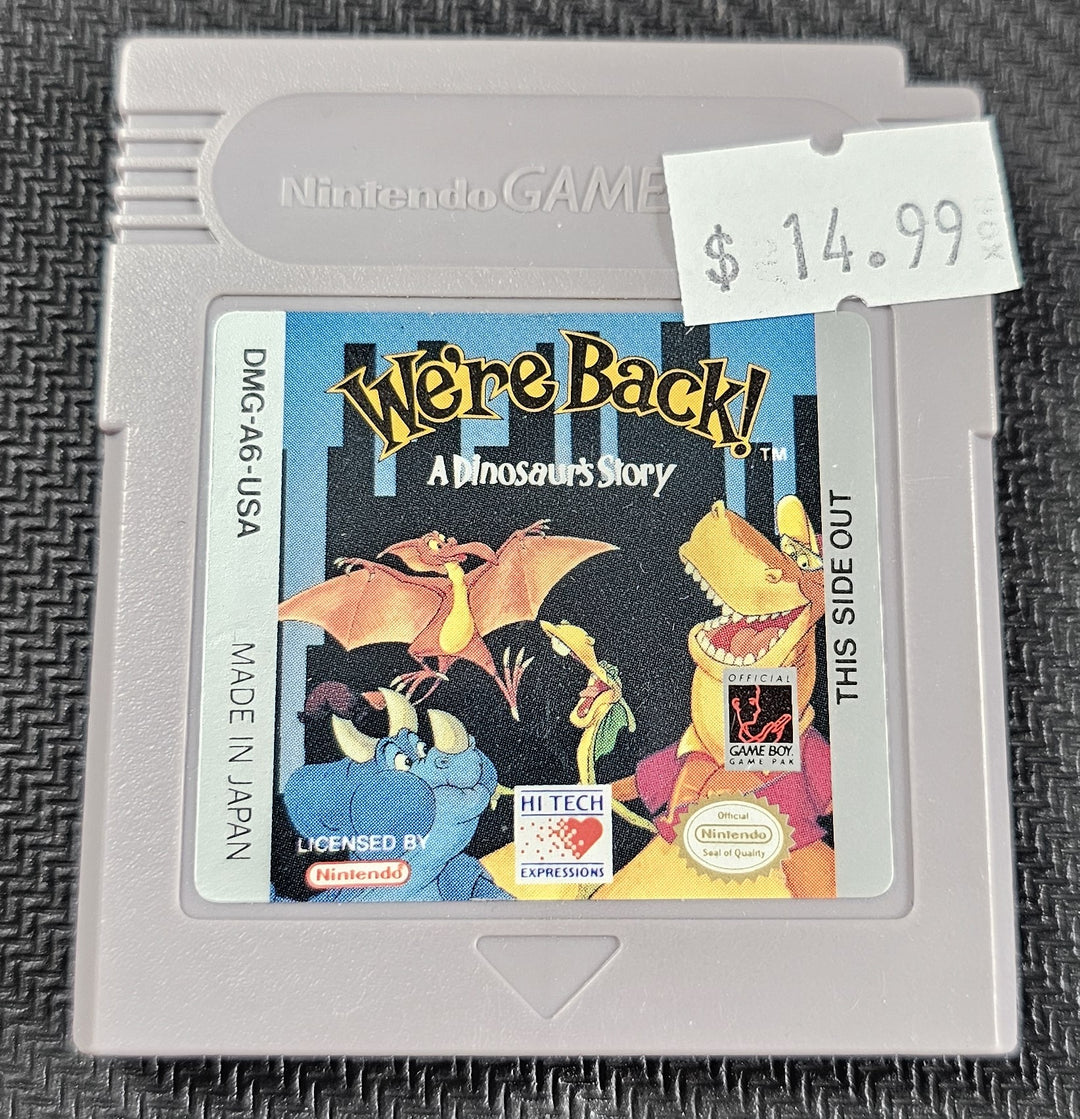 Nintendo GAME
$ 14.99
DMG-A6-USA
MADE IN JAPAN
We're Back!
TM
A Dinosaur's Story
THIS SIDE OUT
OFFICIAL
GAME BOY
GAME PAK
HI TECH
EXPRESSIONS
LICENSED BY
Nintendo
Official
Nintendo
Seal of Quality